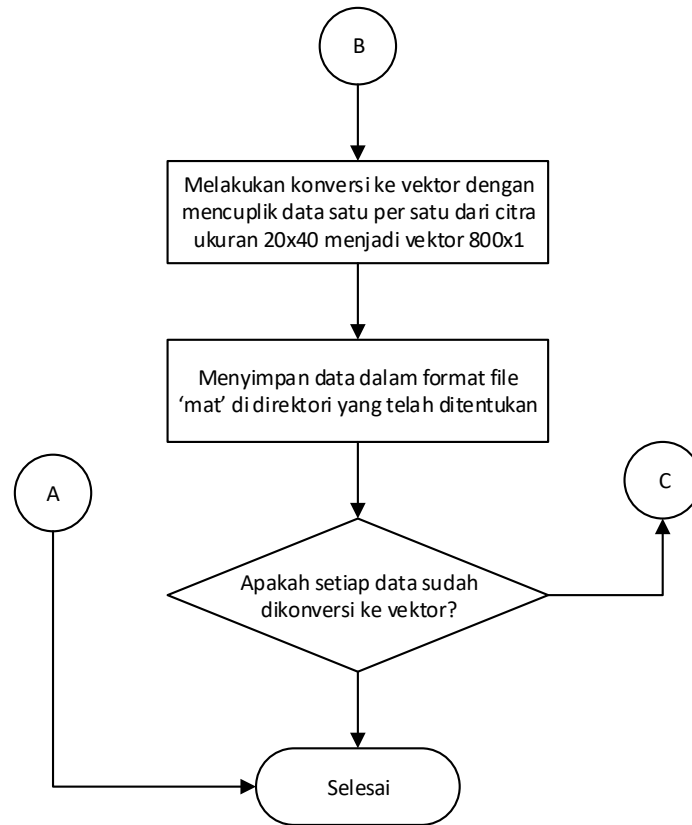 B
Melakukan konversi ke vektor dengan
mencuplik data satu per satu dari citra
ukuran 20x40 menjadi vektor 800x1
Menyimpan data dalam format file
‘mat’ di direktori yang telah ditentukan
A
C
Apakah setiap data sudah
dikonversi ke vektor?
Selesai